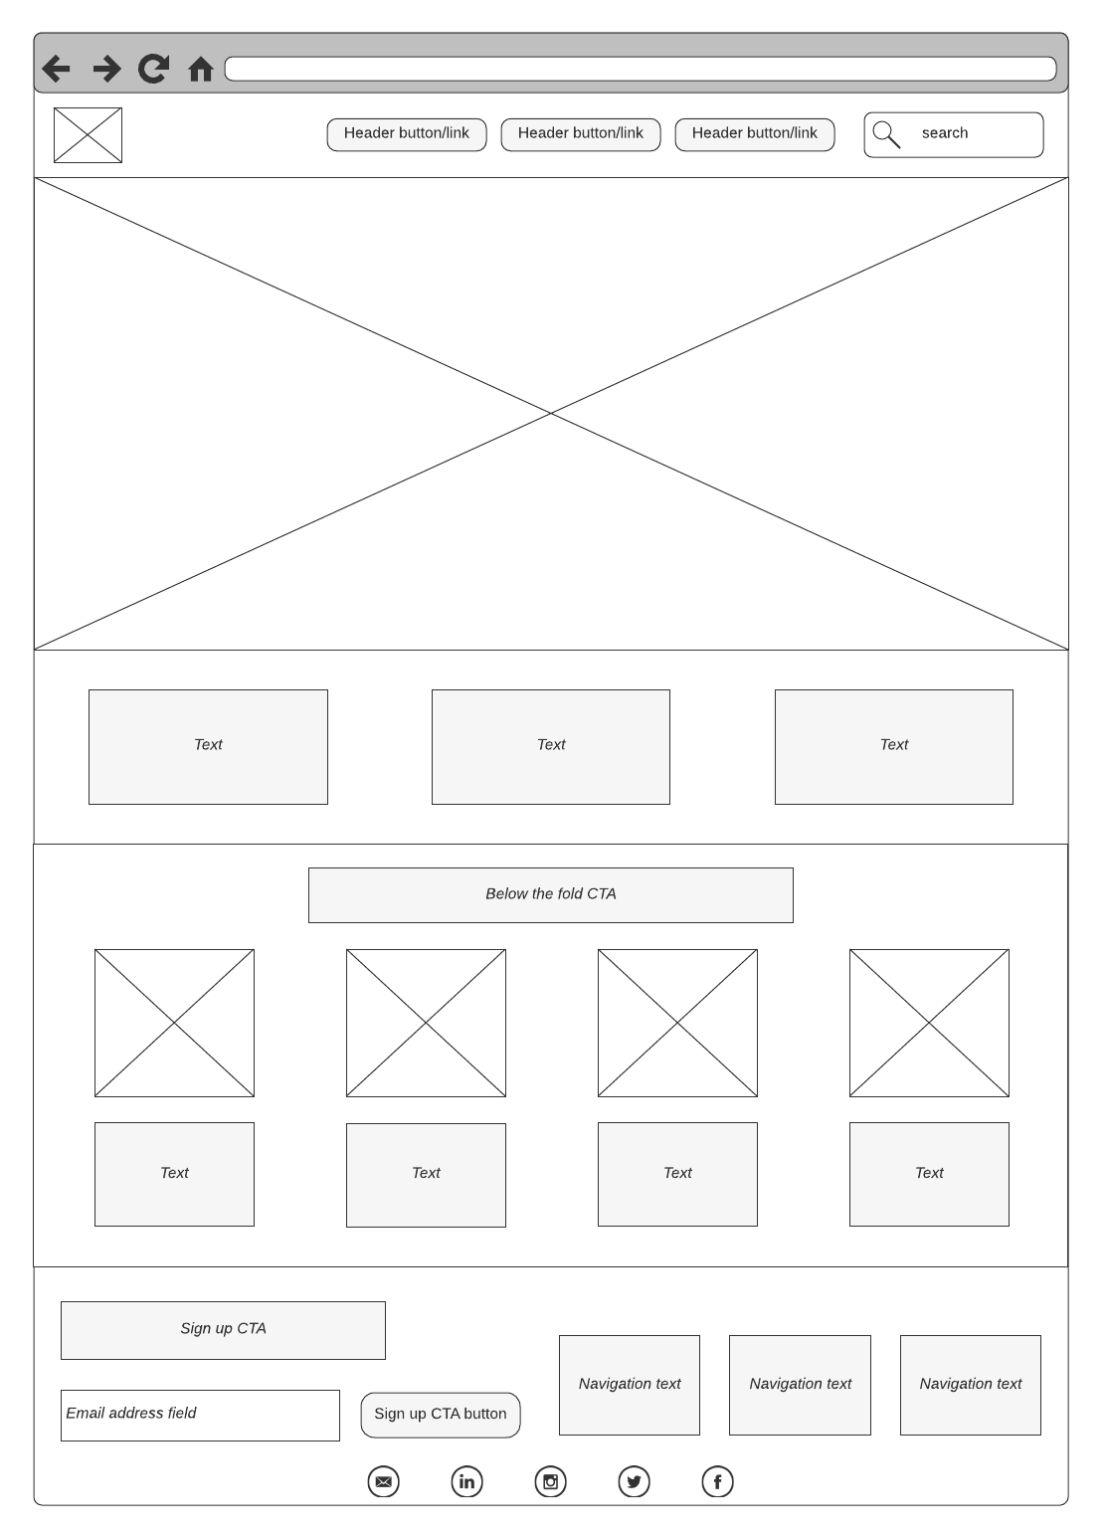 Header button/link
Header button/link
Header button/link
search
Text
Text
Text
Below the fold CTA
Text
Text
Text
Text
Sign up CTA
Email address field
Sign up CTA button
Navigation text
Navigation text
Navigation text
in
f